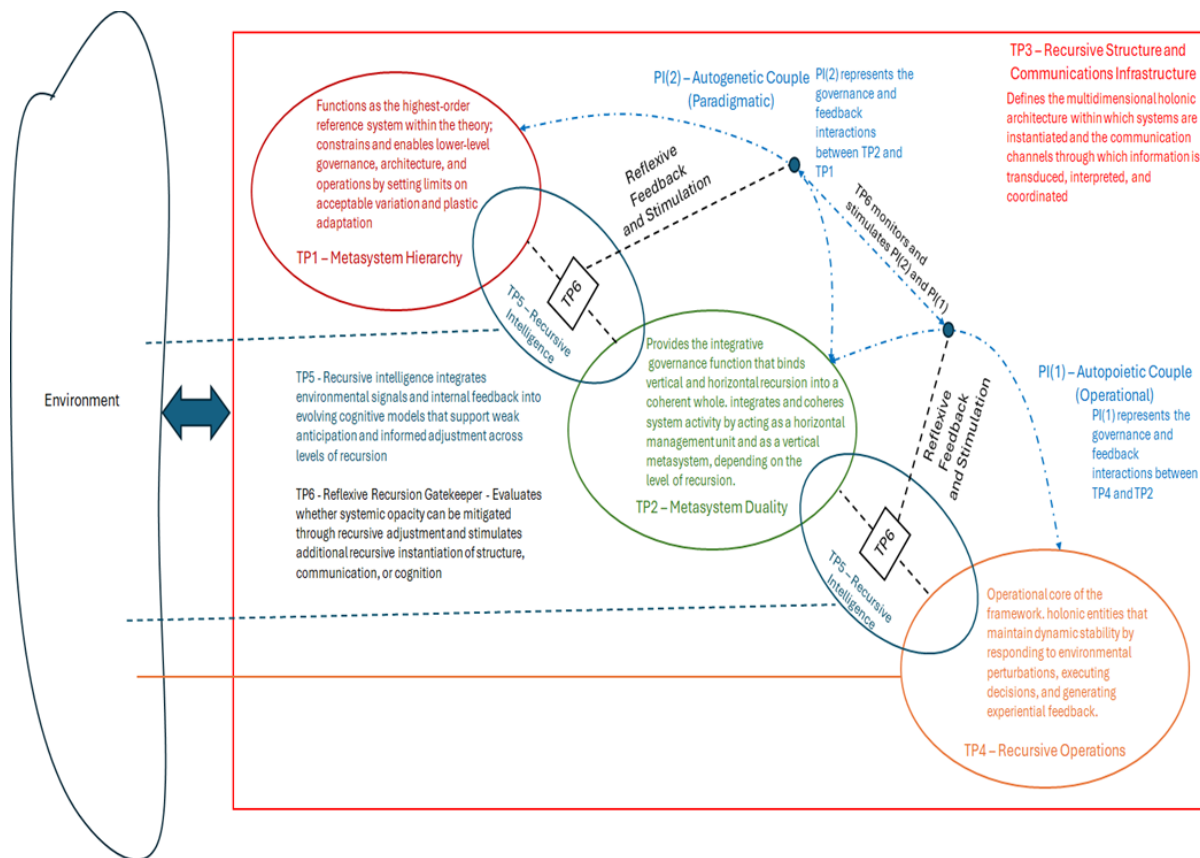 TP3 – Recursive Structure and
Communications Infrastructure
Defines the multidimensional holonic
architecture within which systems are
instantiated and the communication
channels through which information is
transduced, interpreted, and
coordinated
PI(2) – Autogenetic Couple
(Paradigmatic)
PI(2) represents the
governance and
feedback
interactions
between TP2 and
TP1
Functions as the highest-order
reference system within the theory;
constrains and enables lower-level
governance, architecture, and
operations by setting limits on
acceptable variation and plastic
adaptation
TP1 – Metasystem Hierarchy
Reflexive
Feedback
and Stimulation
TP6 monitors and
stimulates PI(2) and PI(1)
TP6
TP5 – Recursive
Intelligence
Environment
TP5 - Recursive intelligence integrates
environmental signals and internal feedback into
evolving cognitive models that support weak
anticipation and informed adjustment across
levels of recursion
TP6 - Reflexive Recursion Gatekeeper - Evaluates
whether systemic opacity can be mitigated
through recursive adjustment and stimulates
additional recursive instantiation of structure,
communication, or cognition
Provides the integrative
governance function that binds
vertical and horizontal recursion into a
coherent whole. integrates and coheres
system activity by acting as a horizontal
management unit and as a vertical
metasystem, depending on the
level of recursion.
TP2 – Metasystem Duality
Reflexive
Feedback
and Stimulation
PI(1) – Autopoietic Couple
(Operational)
PI(1) represents the
governance and
feedback
interactions between
TP4 and TP2
TP6
TP5 – Recursive
Intelligence
Operational core of the
framework. holonic entities that
maintain dynamic stability by
responding to environmental
perturbations, executing
decisions, and generating
experiential feedback.
TP4 – Recursive Operations